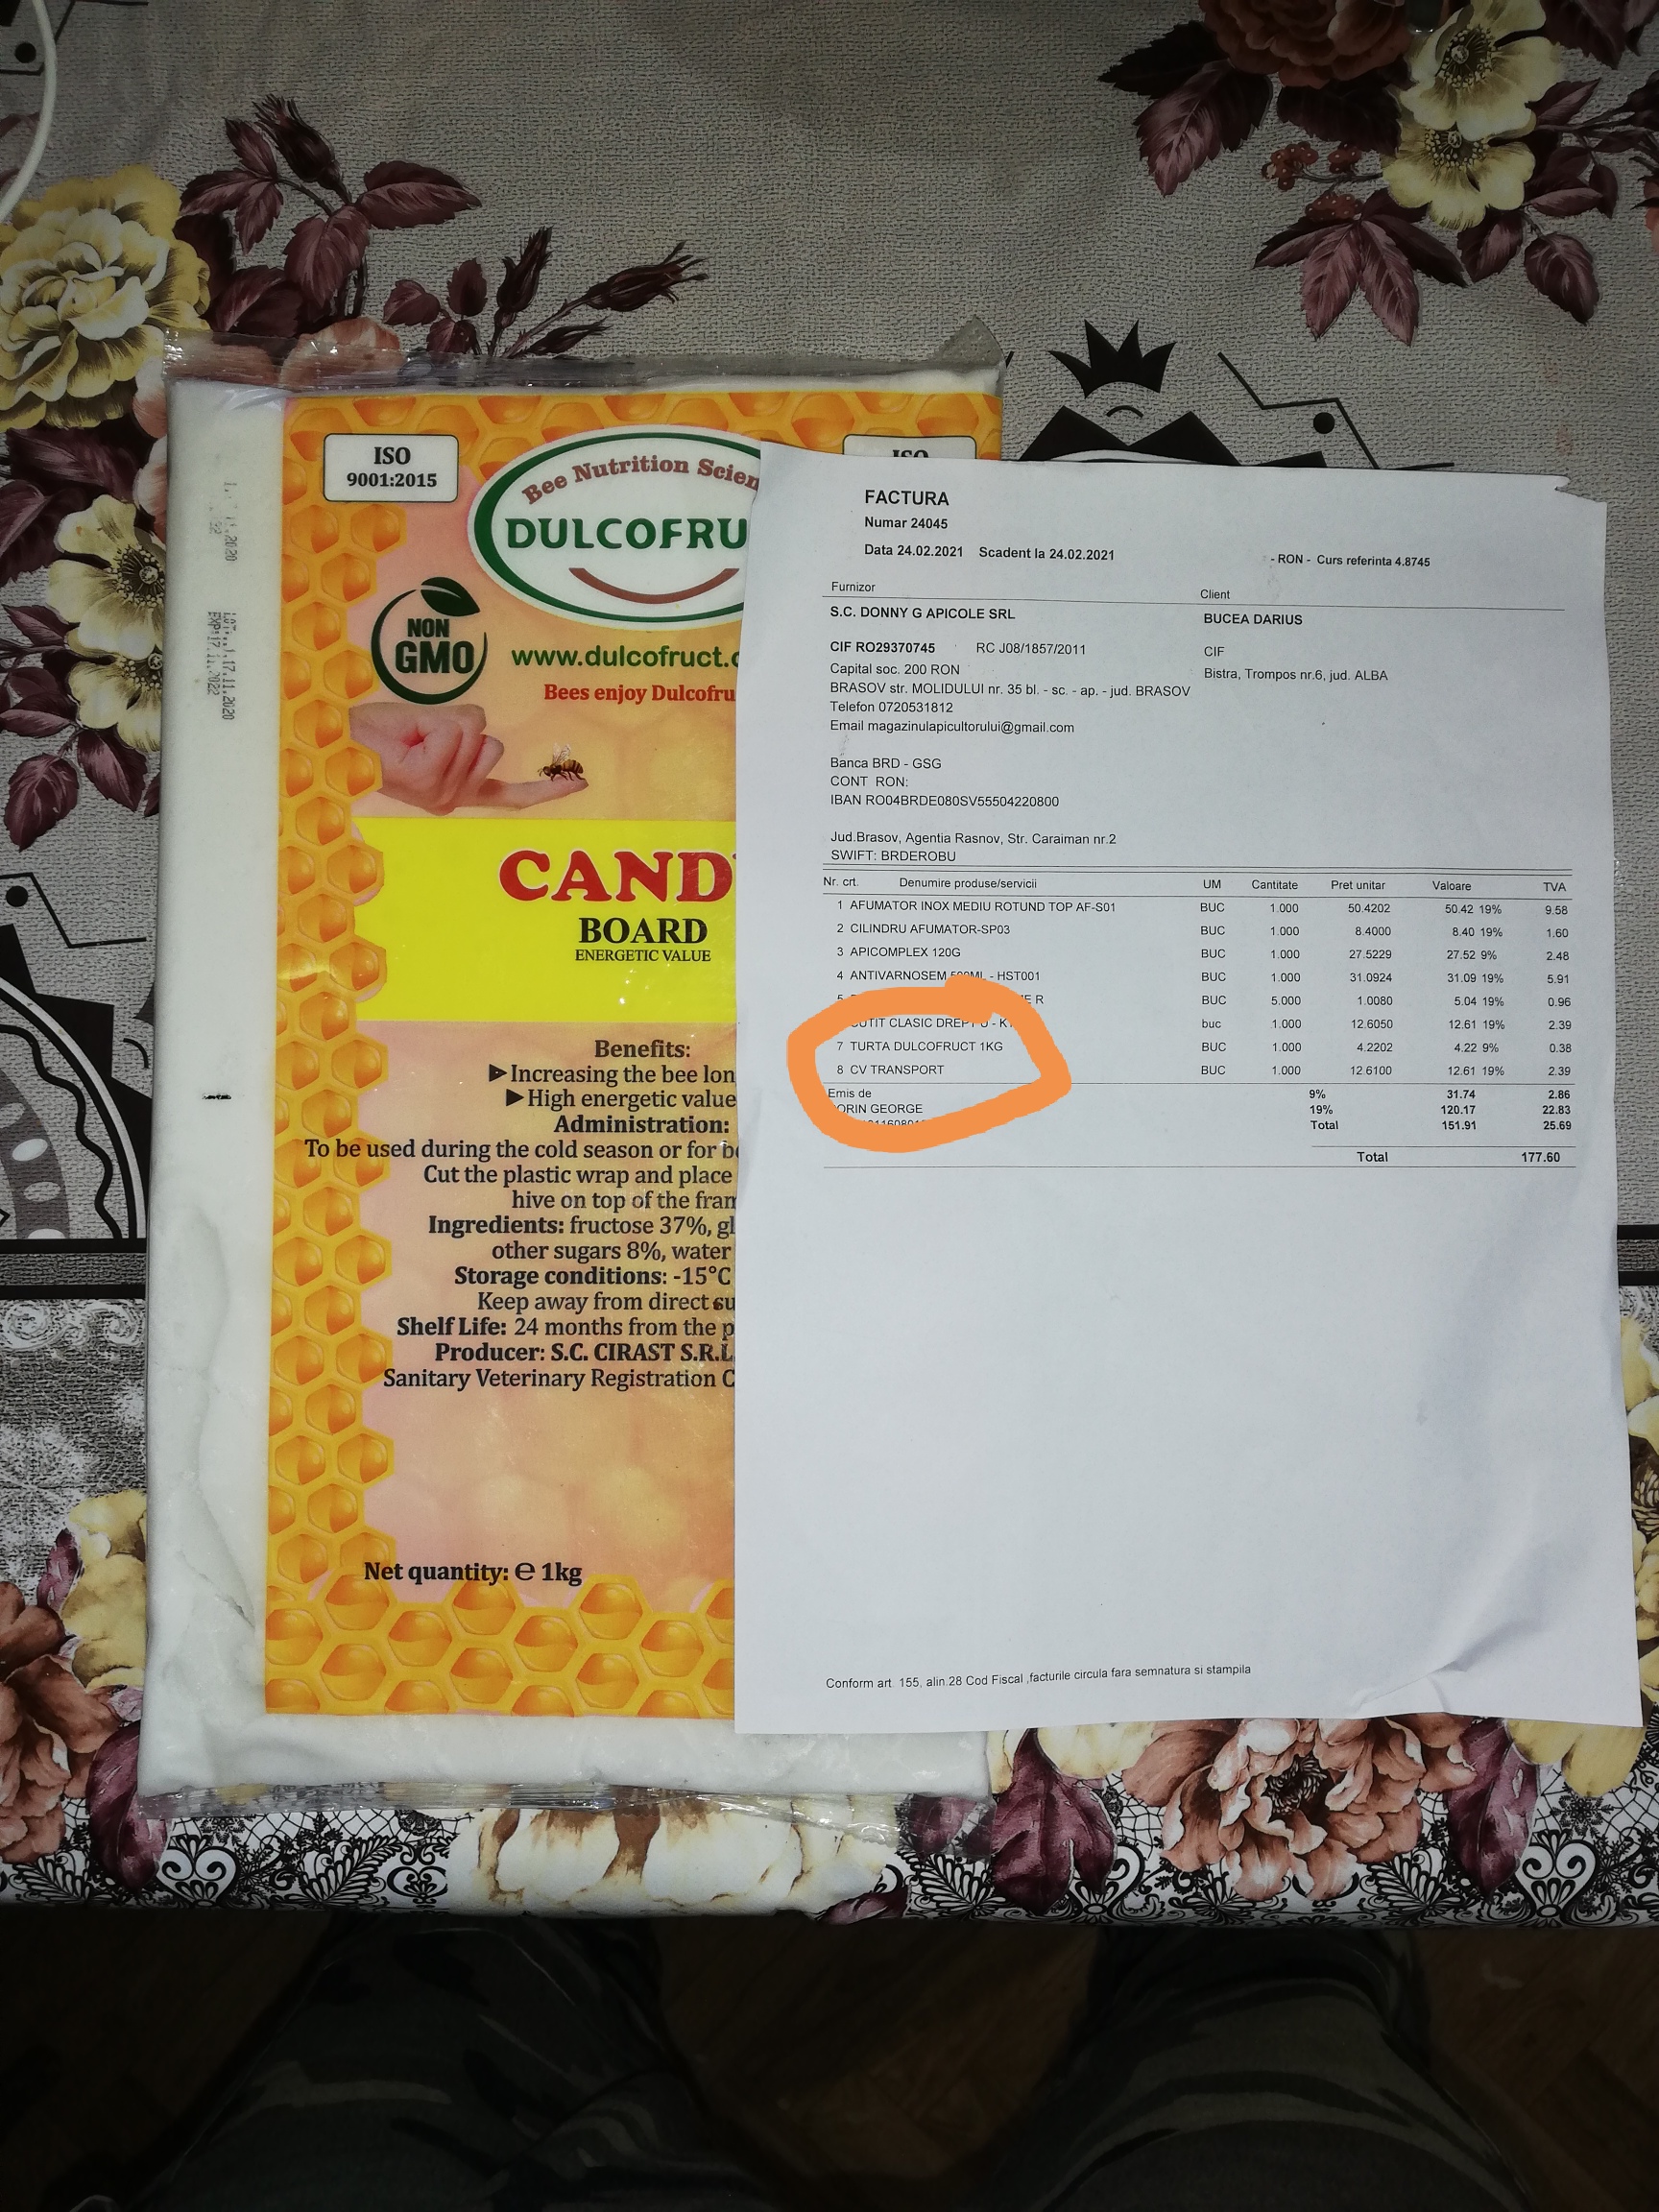 ISO
9001:2015
ISO
Bee Nutrition
DULCOFRU
NON
GMO
www.dulcofruct.
Bees enjoy Dulcofru
CAND
BOARD
ENERGETIC VALUE
Benefits:
Increasing the bee lon
High energetic value
Administration:
To be used during the cold season or for b
Cut the plastic wrap and place
hive on top of the fram
Ingredients: fructose 37%, gl
other sugars 8%, water
Storage conditions: -15°C
Keep away from direct su
Shelf Life: 24 months from the p
Producer: S.C. CIRAST S.R.L
Sanitary Veterinary Registration C
Net quantity: ℮ 1kg
17.11.2020
EXP:17.11.2022
FACTURA
Numar 24045
Data 24.02.2021 Scadent la 24.02.2021 - RON - Curs referinta 4.8745
Furnizor Client
S.C. DONNY G APICOLE SRL BUCEA DARIUS
CIF RO29370745 RC J08/1857/2011 CIF
Capital soc. 200 RON Bistra, Trompos nr.6, jud. ALBA
BRASOV str. MOLIDULUI nr. 35 bl. - sc. - ap. - jud. BRASOV
Telefon 0720531812
Email magazinulapicultorului@gmail.com
Banca BRD - GSG
CONT RON:
IBAN RO04BRDE080SV55504220800
Jud.Brasov, Agentia Rasnov, Str. Caraiman nr.2
SWIFT: BRDEROBU
Nr. crt. Denumire produse/servicii UM Cantitate Pret unitar Valoare TVA
1 AFUMATOR INOX MEDIU ROTUND TOP AF-S01 BUC 1.000 50.4202 50.42 19% 9.58
2 CILINDRU AFUMATOR-SP03 BUC 1.000 8.4000 8.40 19% 1.60
3 APICOMPLEX 120G BUC 1.000 27.5229 27.52 9% 2.48
4 ANTIVARNOSEM 500ML - HST001 BUC 1.000 31.0924 31.09 19% 5.91
5 R BUC 5.000 1.0080 5.04 19% 0.96
CUTIT CLASIC buc 1.000 12.6050 12.61 19% 2.39
7 TURTA DULCOFRUCT 1KG BUC 1.000 4.2202 4.22 9% 0.38
8 CV TRANSPORT BUC 1.000 12.6100 12.61 19% 2.39
Emis de 9% 31.74 2.86
ORIN GEORGE 19% 120.17 22.83
Total 151.91 25.69
Total 177.60
Conform art. 155, alin.28 Cod Fiscal ,facturile circula fara semnatura si stampila